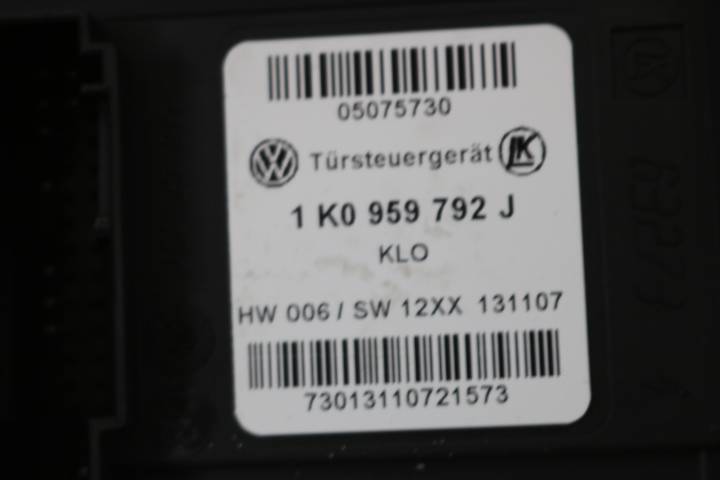 05075730
Türsteuergerät
1 K0 959 792 J
KLO
HW 006 / SW 12XX 131107
73013110721573